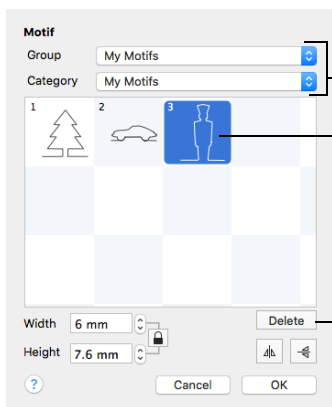 Motif
Group My Motifs
Category My Motifs
1 2 3
Width 6 mm Delete
Height 7.6 mm
? Cancel OK